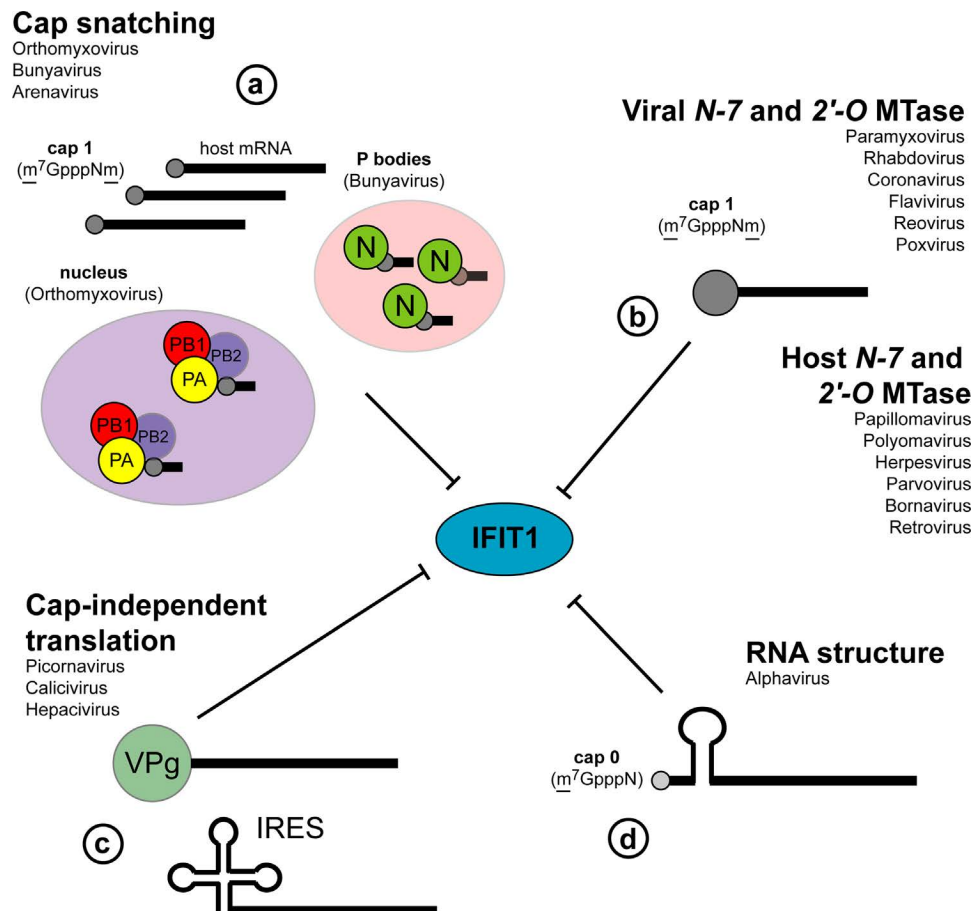 Cap snatching
Orthomyxovirus
Bunyavirus
Arenavirus
a
cap 1
(m⁷GpppNm)
host mRNA
P bodies
(Bunyavirus)
N
N
N
nucleus
(Orthomyxovirus)
PB1
PB2
PA
PB1
PB2
PA
Viral N-7 and 2'-O MTase
Paramyxovirus
Rhabdovirus
Coronavirus
Flavivirus
Reovirus
Poxvirus
cap 1
(m⁷GpppNm)
b
Host N-7 and
2'-O MTase
Papillomavirus
Polyomavirus
Herpesvirus
Parvovirus
Bornavirus
Retrovirus
IFIT1
Cap-independent
translation
Picornavirus
Calicivirus
Hepacivirus
VPg
c
IRES
RNA structure
Alphavirus
cap 0
(m⁷GpppN)
d